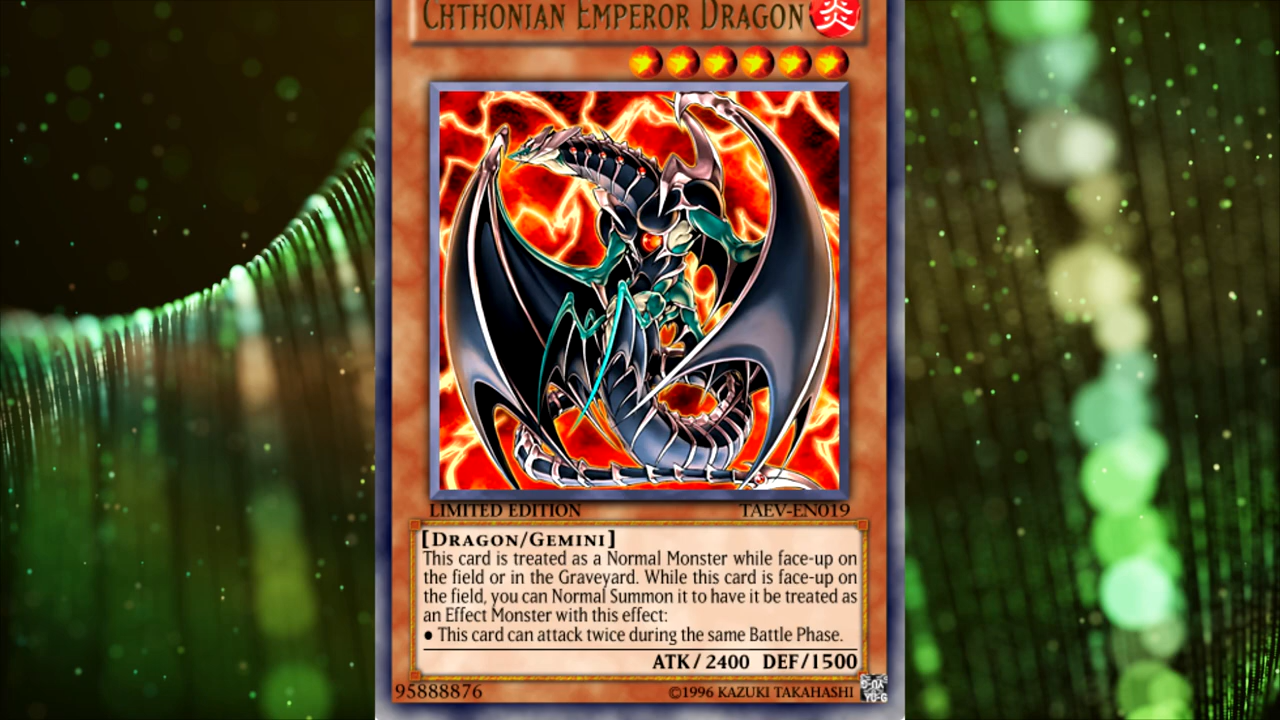 CHTHONIAN EMPEROR DRAGON 炎
LIMITED EDITION TAEV-EN019
[DRAGON/GEMINI]
This card is treated as a Normal Monster while face-up on
the field or in the Graveyard. While this card is face-up on
the field, you can Normal Summon it to have it be treated as
an Effect Monster with this effect:
● This card can attack twice during the same Battle Phase.
ATK/2400 DEF/1500
95888876 ©1996 KAZUKI TAKAHASHI